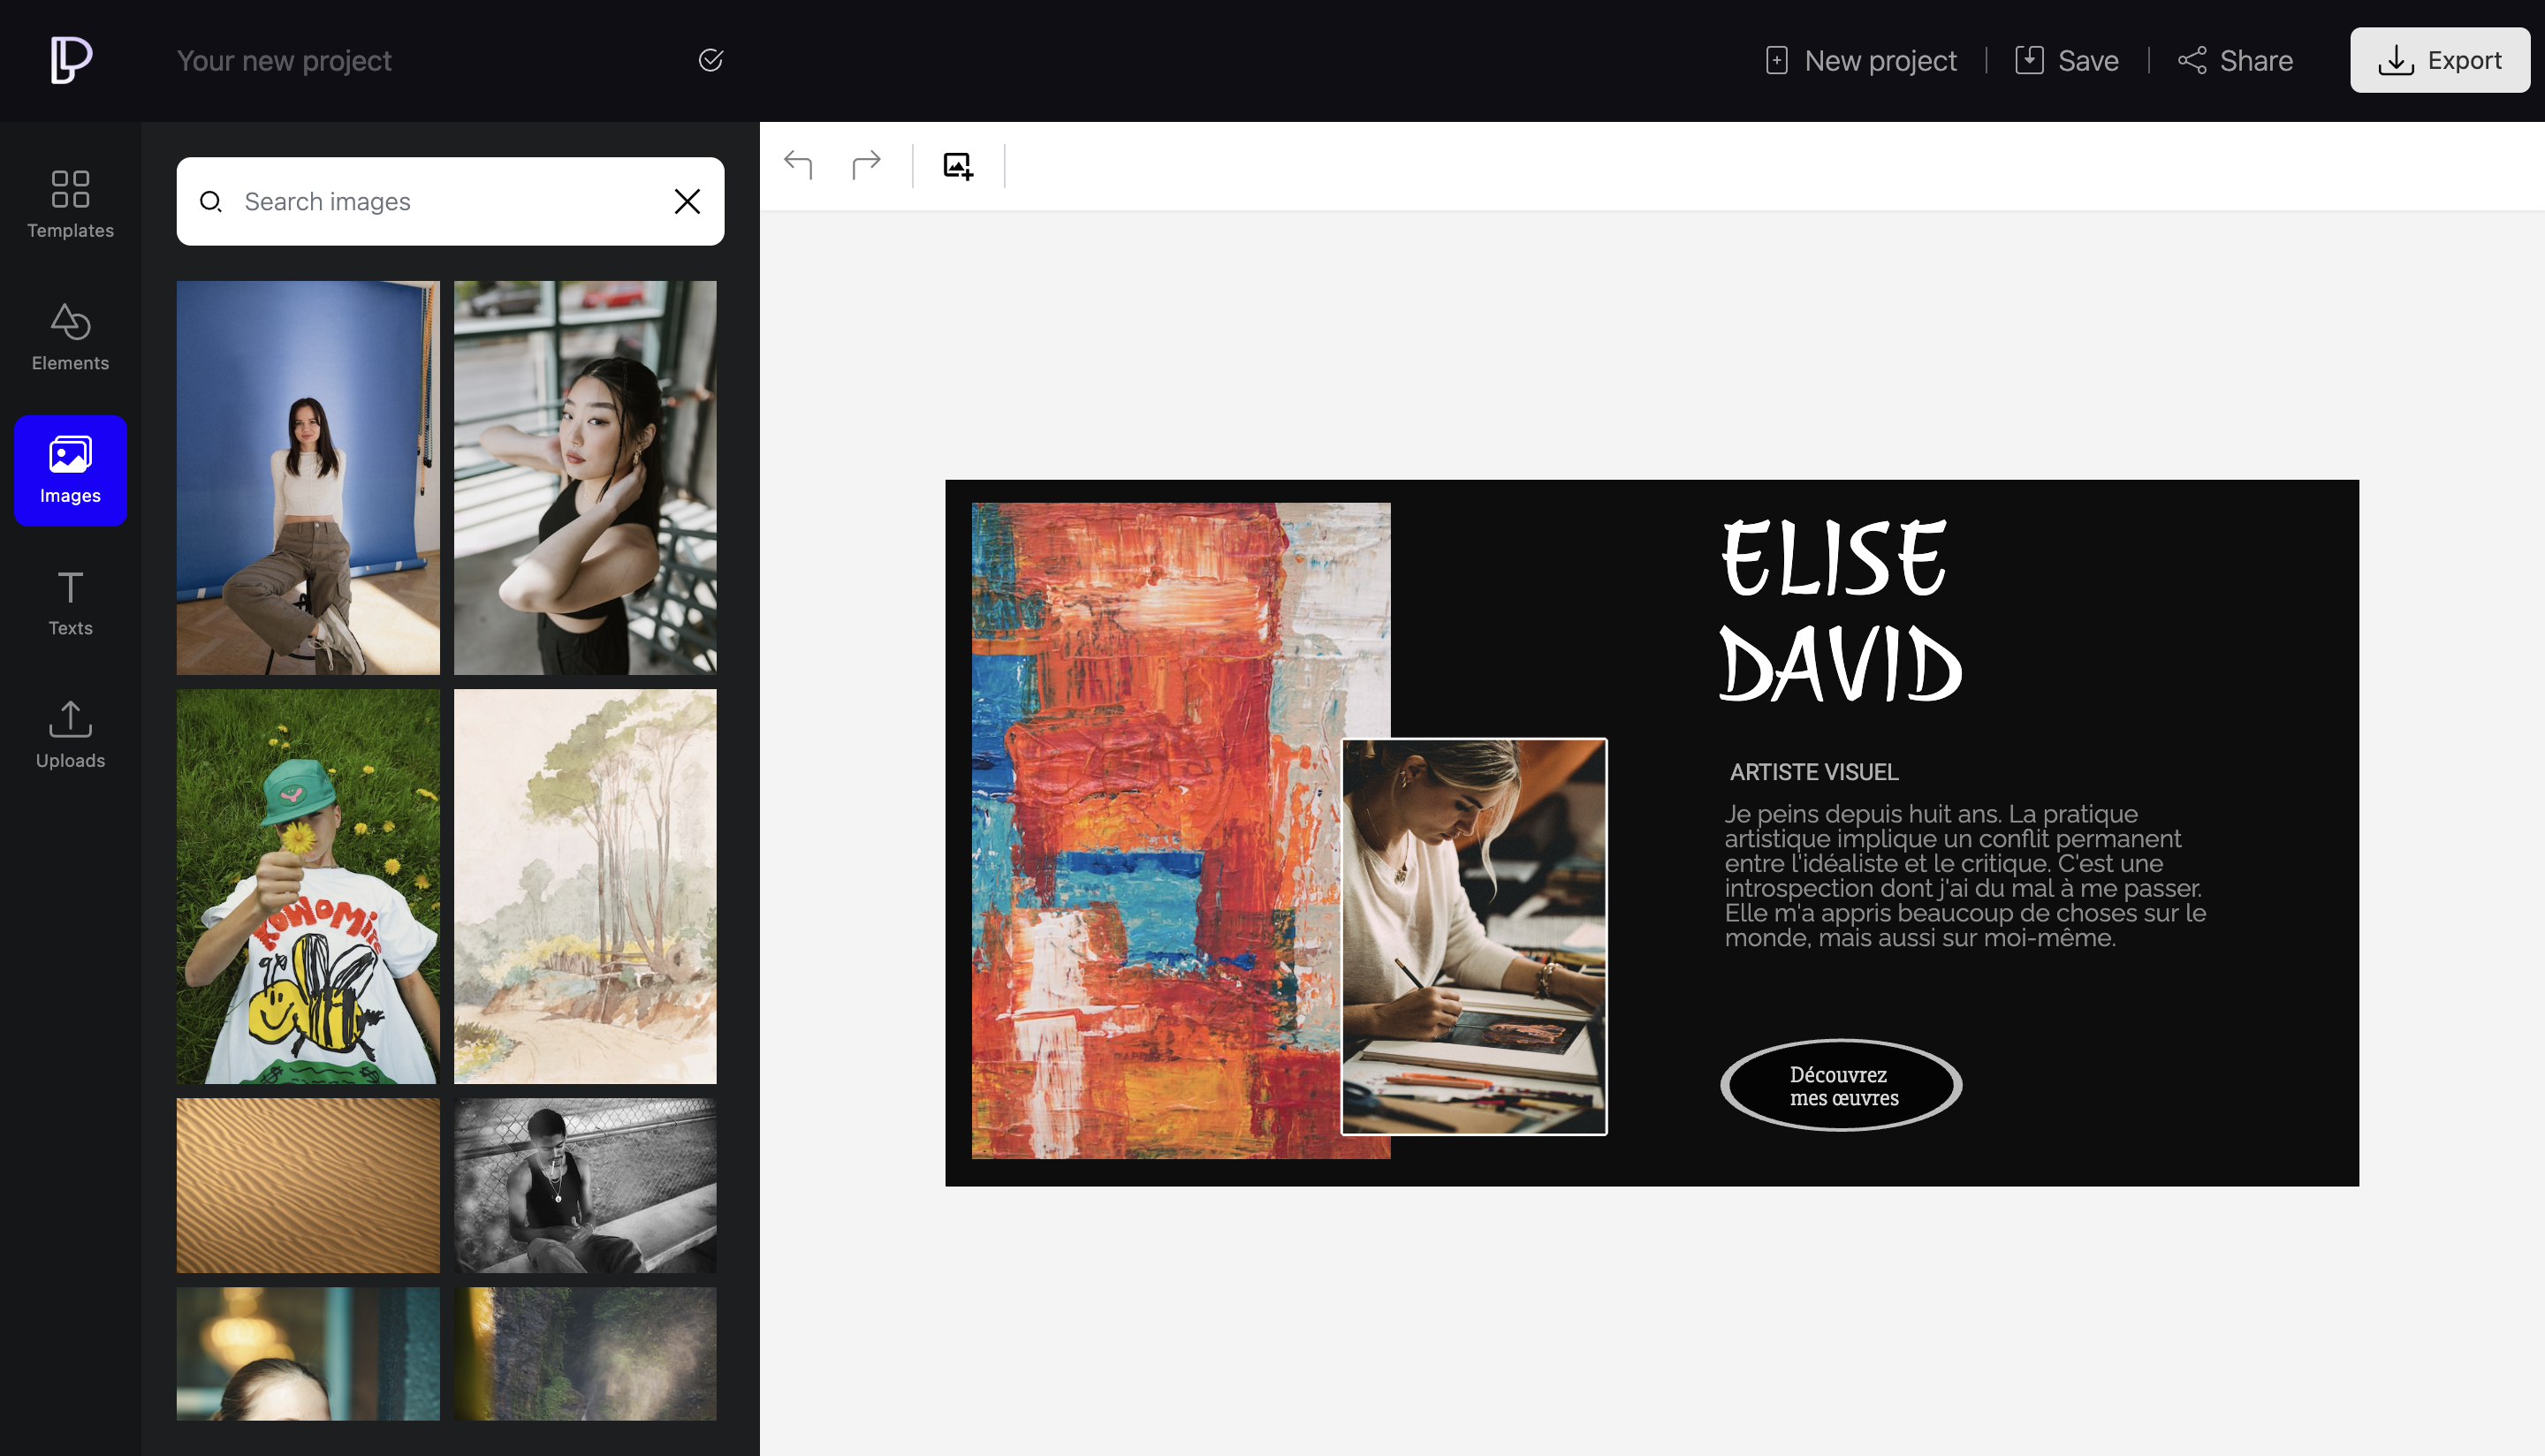 Your new project
New project
Save
Share
Export
Templates
Elements
Images
Texts
Uploads
Search images
KOWOMi
ELISE
DAVID
ARTISTE VISUEL
Je peins depuis huit ans. La pratique
artistique implique un conflit permanent
entre l'idéaliste et le critique. C'est une
introspection dont j'ai du mal à me passer.
Elle m'a appris beaucoup de choses sur le
monde, mais aussi sur moi-même.
Découvrez
mes œuvres